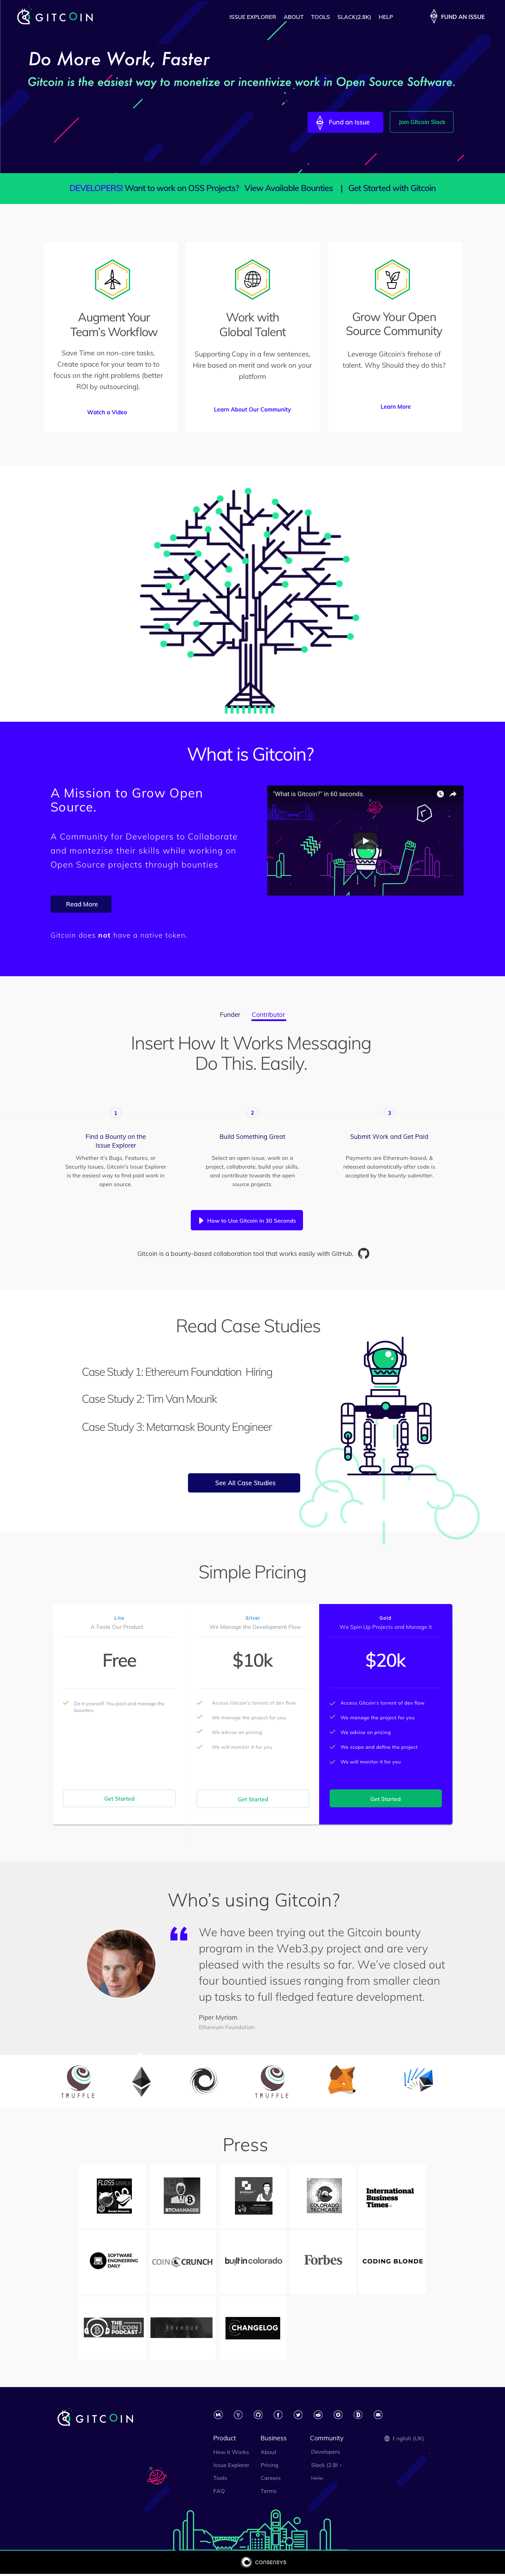 GITCOIN
ISSUE EXPLORER ABOUT TOOLS SLACK(2.8K) HELP
FUND AN ISSUE
Do More Work, Faster
Gitcoin is the easiest way to monetize or incentivize work in Open Source Software.
Fund an Issue
Join Gitcoin Slack
DEVELOPERS! Want to work on OSS Projects? View Available Bounties | Get Started with Gitcoin
Augment Your
Team's Workflow
Save Time on non-core tasks.
Create space for your team to to
focus on the right problems (better
ROI by outsourcing).
Watch a Video
Work with
Global Talent
Supporting Copy in a few sentences,
Hire based on merit and work on your
platform
Learn About Our Community
Grow Your Open
Source Community
Leverage Gitcoin's firehose of
talent. Why Should they do this?
Learn More
What is Gitcoin?
A Mission to Grow Open
Source.
A Community for Developers to Collaborate
and montezise their skills while working on
Open Source projects through bounties
Read More
Gitcoin does not have a native token.
"What is Gitcoin?" in 60 seconds.
Funder Contributor
Insert How It Works Messaging
Do This. Easily.
1
Find a Bounty on the
Issue Explorer
Whether it's Bugs, Features, or
Security Issues, Gitcoin's Issue Explorer
is the easiest way to find paid work in
open source.
2
Build Something Great
Select an open issue, work on a
project, collaborate, build your skills,
and contribute towards the open
source projects.
3
Submit Work and Get Paid
Payments are Ethereum-based, &
released automatically after code is
accepted by the bounty submitter.
How to Use Gitcoin in 30 Seconds
Gitcoin is a bounty-based collaboration tool that works easily with GitHub.
Read Case Studies
Case Study 1: Ethereum Foundation Hiring
Case Study 2: Tim Van Mourik
Case Study 3: Metamask Bounty Engineer
See All Case Studies
Simple Pricing
Lite
A Taste Our Product
Free
Do it yourself. You post and manage the
bounties.
Get Started
Silver
We Manage the Development Flow
$10k
Access Gitcoin's torrent of dev flow
We manage the project for you
We advise on pricing
We will monitor it for you
Get Started
Gold
We Spin Up Projects and Manage it
$20k
Access Gitcoin's torrent of dev flow
We manage the project for you
We advise on pricing
We scope and define the project
We will monitor it for you
Get Started
Who's using Gitcoin?
We have been trying out the Gitcoin bounty
program in the Web3.py project and are very
pleased with the results so far. We've closed out
four bountied issues ranging from smaller clean
up tasks to full fledged feature development.
Piper Myriam
Ethereum Foundation
TRUFFLE
TRUFFLE
Press
FLOSS WEEKLY
BTCMANAGER
COLORADO
TECHCAST
International
Business
Times
SOFTWARE
ENGINEERING
DAILY
COIN CRUNCH
built in colorado
Forbes
CODING BLONDE
THE
BITCOIN
PODCAST
CHANGELOG
GITCOIN
Product
How it Works
Issue Explorer
Tools
FAQ
Business
About
Pricing
Careers
Terms
Community
Developers
Slack (2.8
Help
English (UK)
CONSENSYS